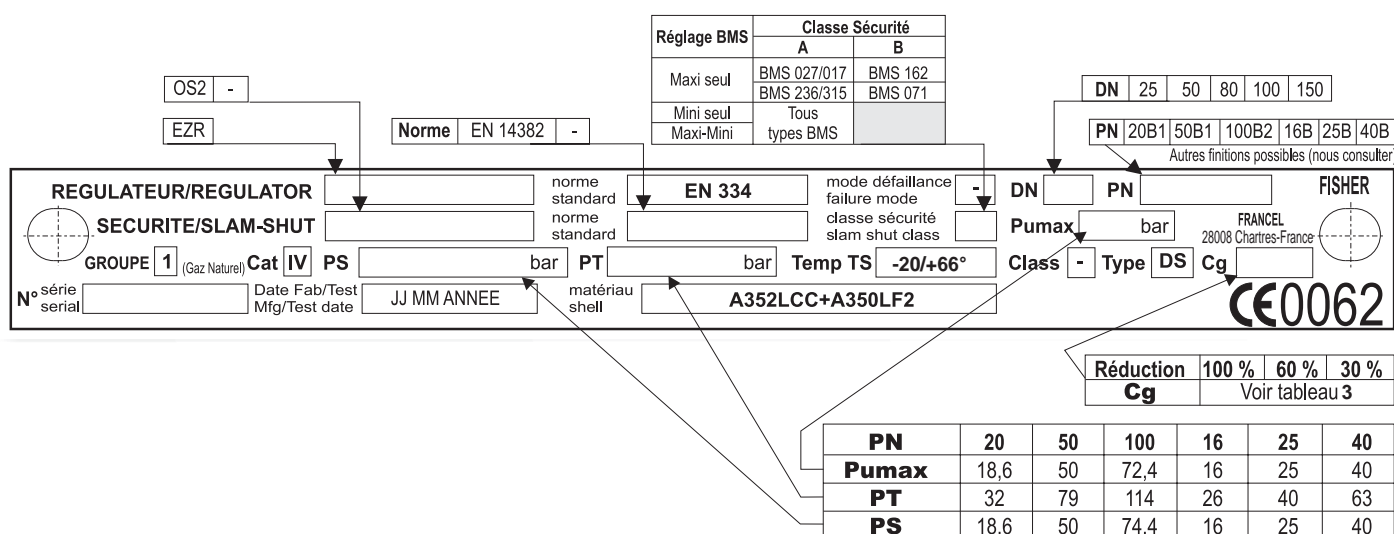 Réglage BMS Classe Sécurité
A B
Maxi seul BMS 027/017 BMS 162
BMS 236/315 BMS 071
Mini seul Tous types BMS
Maxi-Mini
OS2 -
EZR
Norme EN 14382 -
DN 25 50 80 100 150
PN 20B1 50B1 100B2 16B 25B 40B
Autres finitions possibles (nous consulter)
REGULATEUR/REGULATOR norme standard EN 334 mode défaillance failure mode - DN PN FISHER
SECURITE/SLAM-SHUT norme standard classe sécurité slam shut class Pumax bar FRANCEL 28008 Chartres-France
GROUPE 1 (Gaz Naturel) Cat IV PS bar PT bar Temp TS -20/+66° Class - Type DS Cg
N° série serial Date Fab/Test Mfg/Test date JJ MM ANNEE matériau shell A352LCC+A350LF2 CE0062
Réduction 100 % 60 % 30 %
Cg Voir tableau 3
PN 20 50 100 16 25 40
Pumax 18,6 50 72,4 16 25 40
PT 32 79 114 26 40 63
PS 18,6 50 74,4 16 25 40